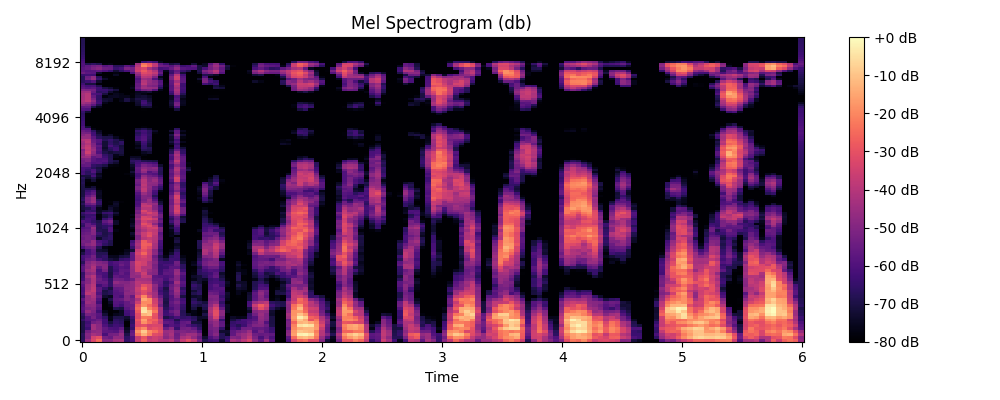 Mel Spectrogram (db)
Hz
8192
4096
2048
1024
512
0
0 1 2 3 4 5 6
Time
+0 dB
-10 dB
-20 dB
-30 dB
-40 dB
-50 dB
-60 dB
-70 dB
-80 dB